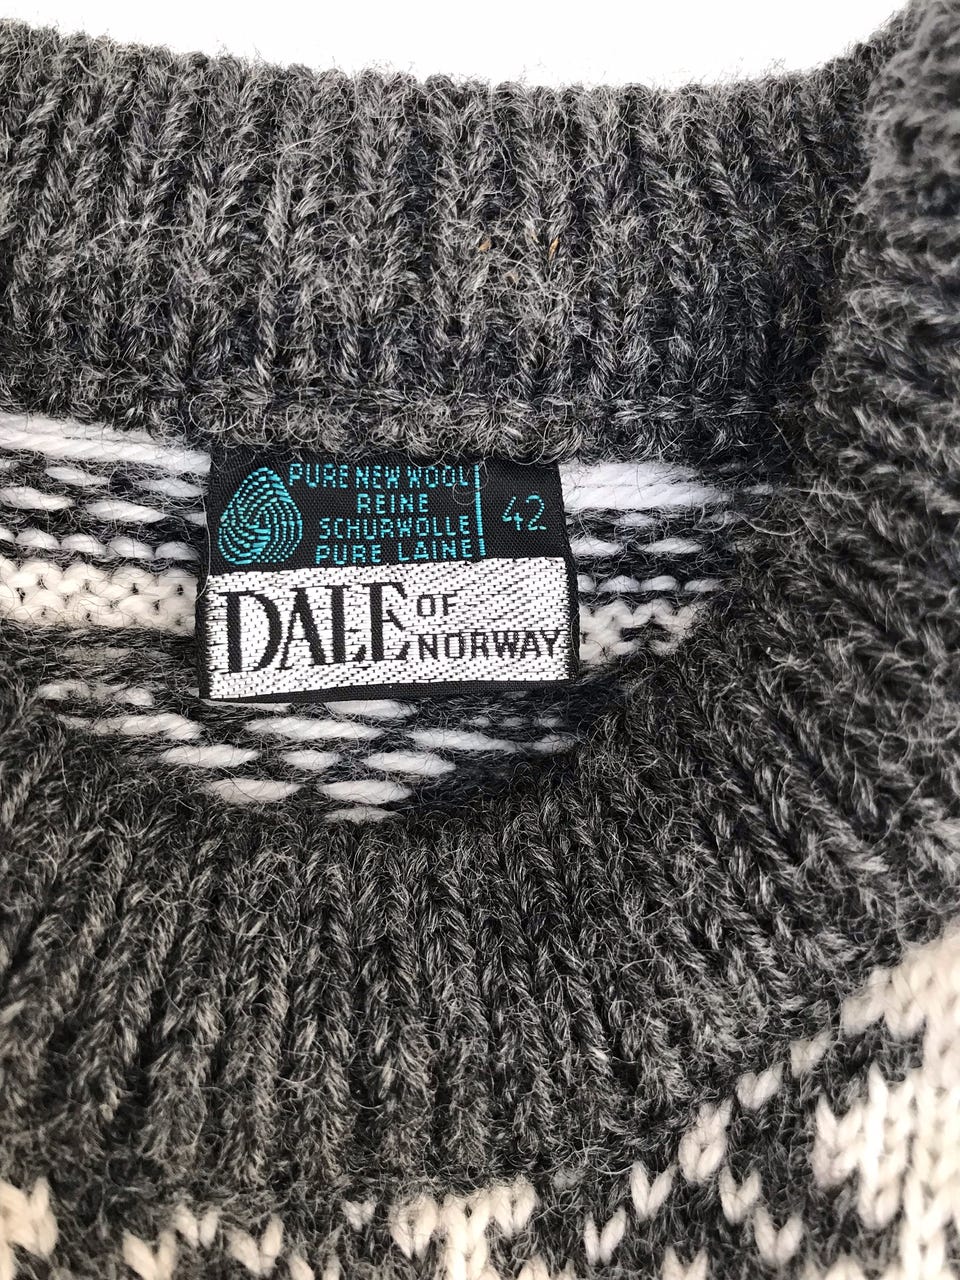 PURE NEW WOOL
REINE
SCHURWOLLE
PURE LAINE
42
DALE OF
NORWAY